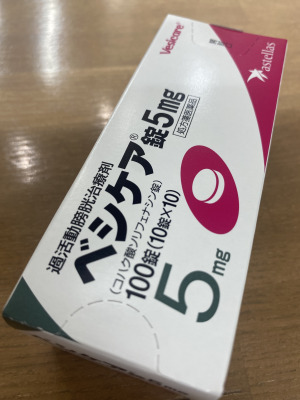 Vesicare®
astellas
過活動膀胱治療剤
ベシケア®錠5mg
処方箋医薬品
(コハク酸ソリフェナシン錠)
100錠(10錠×10)
5mg